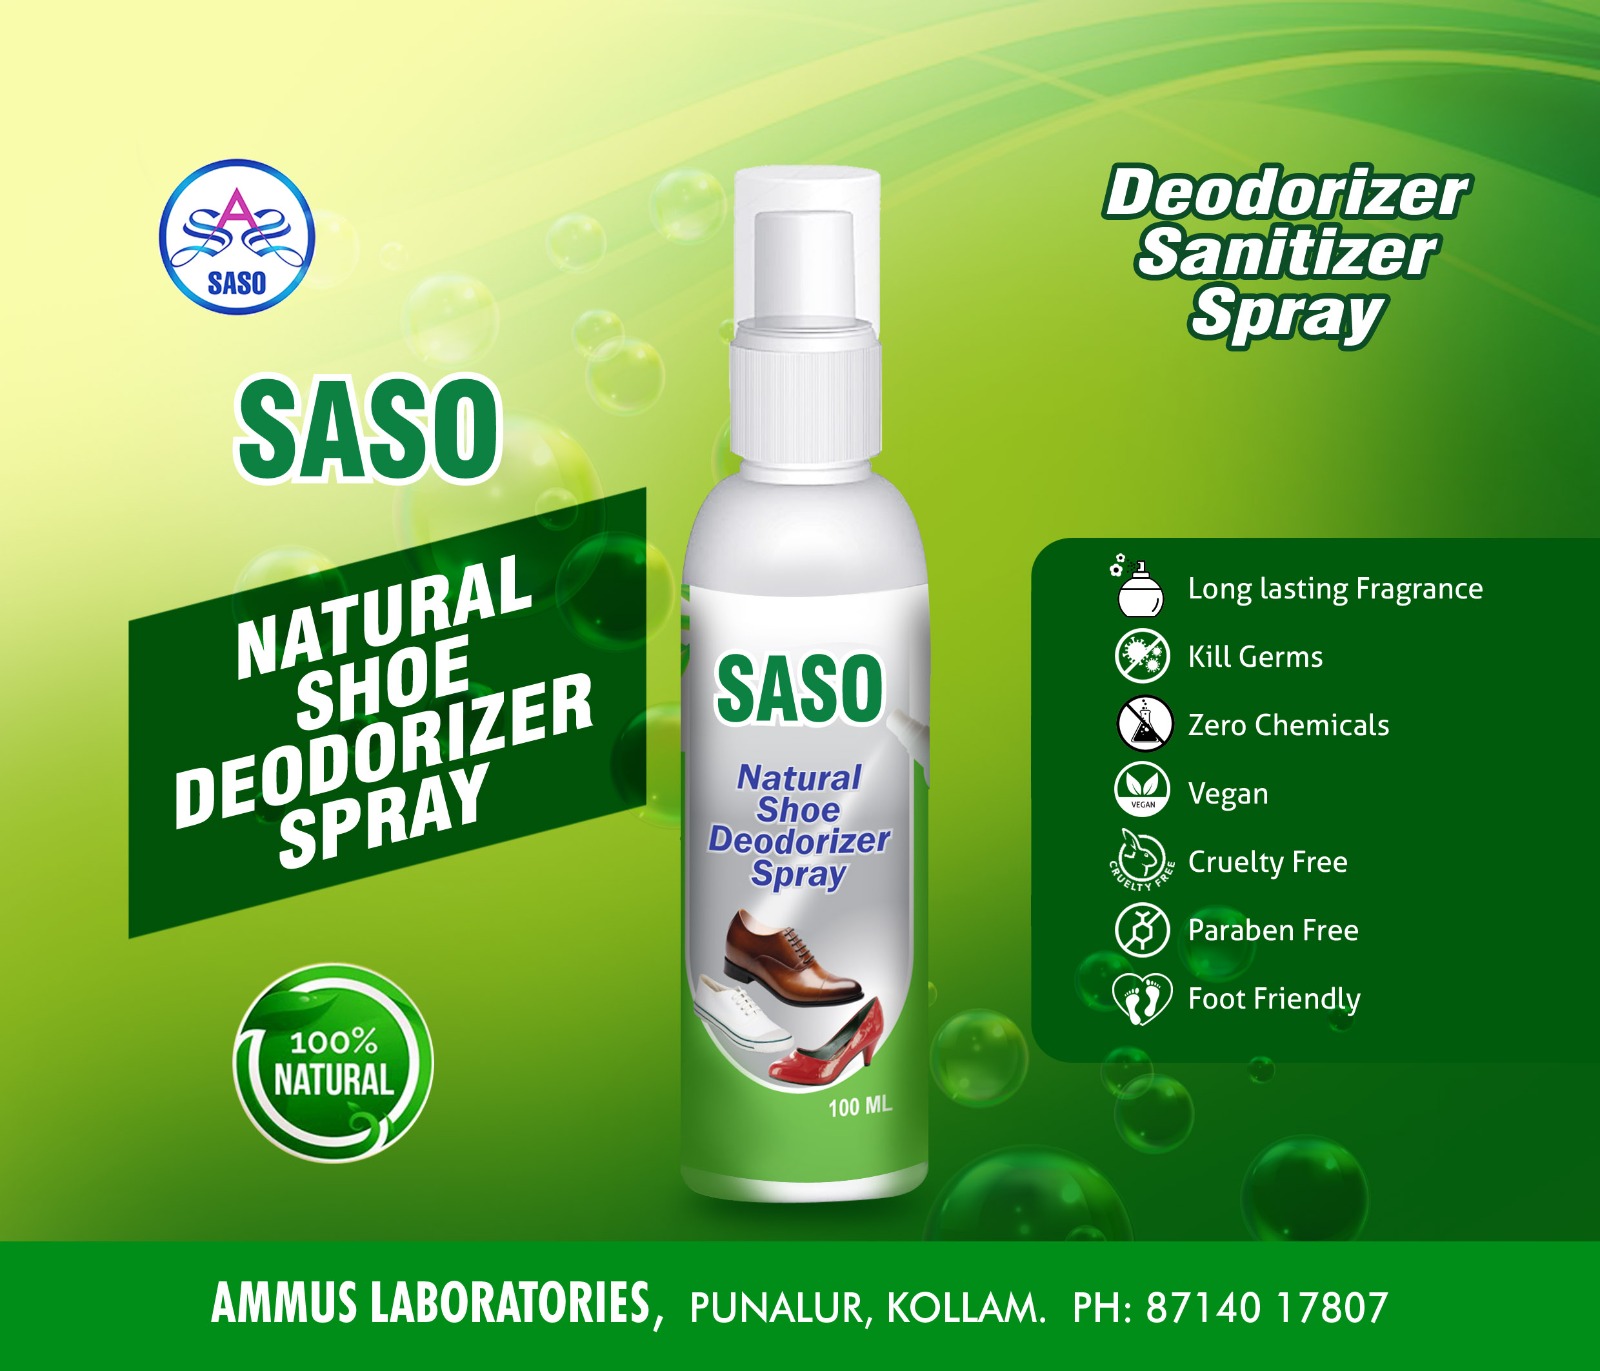 A
SASO
SASO
NATURAL
SHOE
DEODORIZER
SPRAY
100%
NATURAL
SASO
Natural
Shoe
Deodorizer
Spray
100 ML
Deodorizer
Sanitizer
Spray
Long lasting Fragrance
Kill Germs
Zero Chemicals
VEGAN
Vegan
CRUELTY FREE
Cruelty Free
Paraben Free
Foot Friendly
AMMUS LABORATORIES, PUNALUR, KOLLAM. PH: 87140 17807